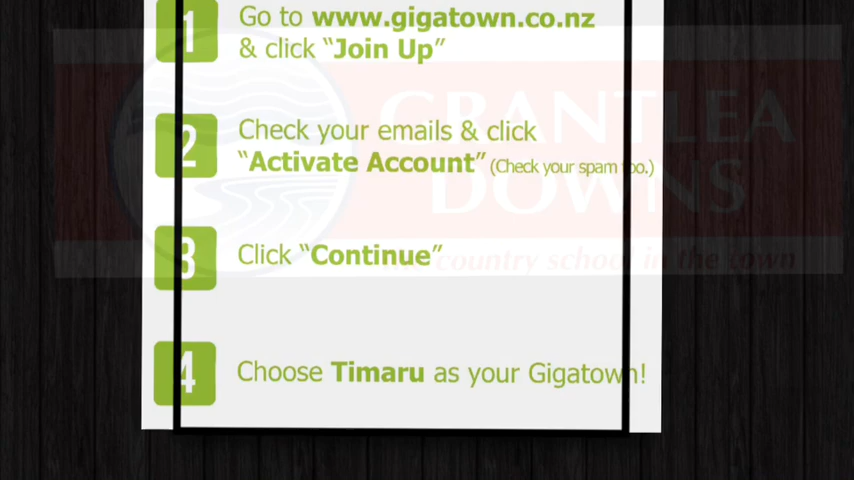 1 Go to www.gigatown.co.nz
& click “Join Up”
2 Check your emails & click
“Activate Account” (Check your spam too.)
3 Click “Continue”
4 Choose Timaru as your Gigatown!
GRANTLEA
DOWNS
the country school in the town